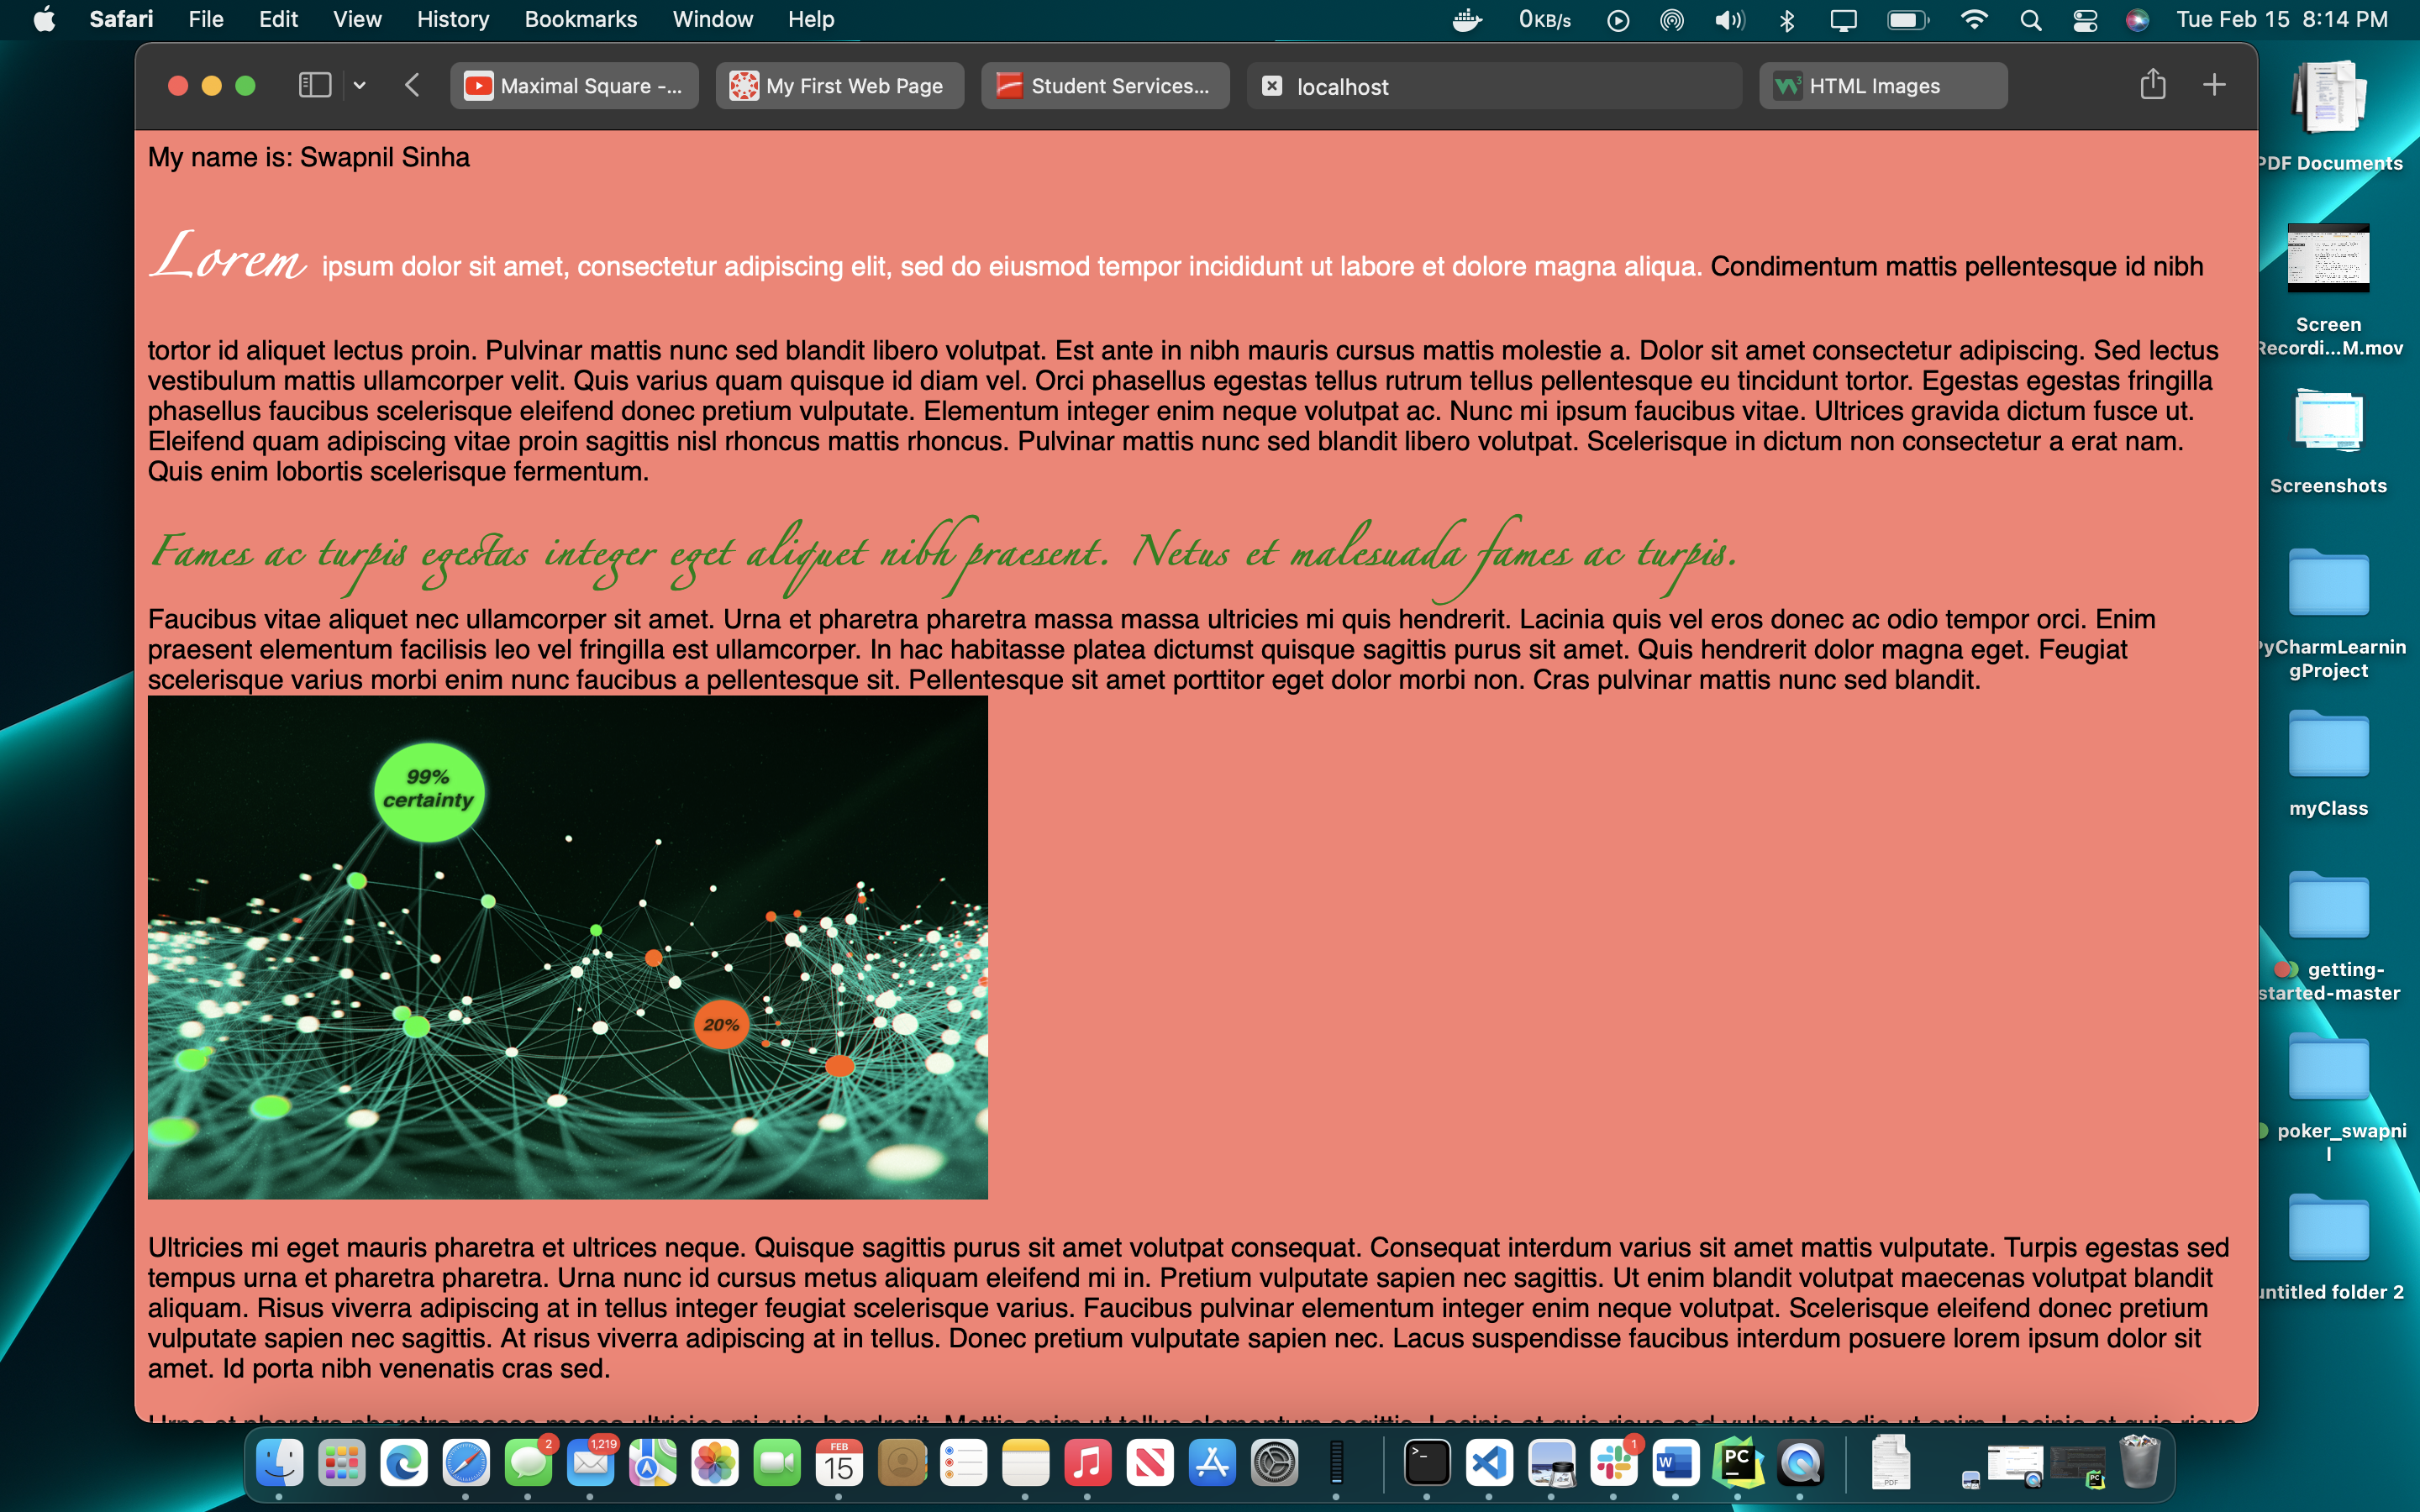 Safari File Edit View History Bookmarks Window Help 0KB/s Tue Feb 15 8:14 PM
Maximal Square -... My First Web Page Student Services... localhost HTML Images
My name is: Swapnil Sinha
Lorem ipsum dolor sit amet, consectetur adipiscing elit, sed do eiusmod tempor incididunt ut labore et dolore magna aliqua. Condimentum mattis pellentesque id nibh
tortor id aliquet lectus proin. Pulvinar mattis nunc sed blandit libero volutpat. Est ante in nibh mauris cursus mattis molestie a. Dolor sit amet consectetur adipiscing. Sed lectus
vestibulum mattis ullamcorper velit. Quis varius quam quisque id diam vel. Orci phasellus egestas tellus rutrum tellus pellentesque eu tincidunt tortor. Egestas egestas fringilla
phasellus faucibus scelerisque eleifend donec pretium vulputate. Elementum integer enim neque volutpat ac. Nunc mi ipsum faucibus vitae. Ultrices gravida dictum fusce ut.
Eleifend quam adipiscing vitae proin sagittis nisl rhoncus mattis rhoncus. Pulvinar mattis nunc sed blandit libero volutpat. Scelerisque in dictum non consectetur a erat nam.
Quis enim lobortis scelerisque fermentum.
Fames ac turpis egestas integer eget aliquet nibh praesent. Netus et malesuada fames ac turpis.
Faucibus vitae aliquet nec ullamcorper sit amet. Urna et pharetra pharetra massa massa ultricies mi quis hendrerit. Lacinia quis vel eros donec ac odio tempor orci. Enim
praesent elementum facilisis leo vel fringilla est ullamcorper. In hac habitasse platea dictumst quisque sagittis purus sit amet. Quis hendrerit dolor magna eget. Feugiat
scelerisque varius morbi enim nunc faucibus a pellentesque sit. Pellentesque sit amet porttitor eget dolor morbi non. Cras pulvinar mattis nunc sed blandit.
99%
certainty
20%
Ultricies mi eget mauris pharetra et ultrices neque. Quisque sagittis purus sit amet volutpat consequat. Consequat interdum varius sit amet mattis vulputate. Turpis egestas sed
tempus urna et pharetra pharetra. Urna nunc id cursus metus aliquam eleifend mi in. Pretium vulputate sapien nec sagittis. Ut enim blandit volutpat maecenas volutpat blandit
aliquam. Risus viverra adipiscing at in tellus integer feugiat scelerisque varius. Faucibus pulvinar elementum integer enim neque volutpat. Scelerisque eleifend donec pretium
vulputate sapien nec sagittis. At risus viverra adipiscing at in tellus. Donec pretium vulputate sapien nec. Lacus suspendisse faucibus interdum posuere lorem ipsum dolor sit
amet. Id porta nibh venenatis cras sed.
PDF Documents
Screen
Recordi...M.mov
Screenshots
PyCharmLearnin
gProject
myClass
getting-
started-master
poker_swapni
l
untitled folder 2
2 1,219 FEB 15 1 W PC PDF